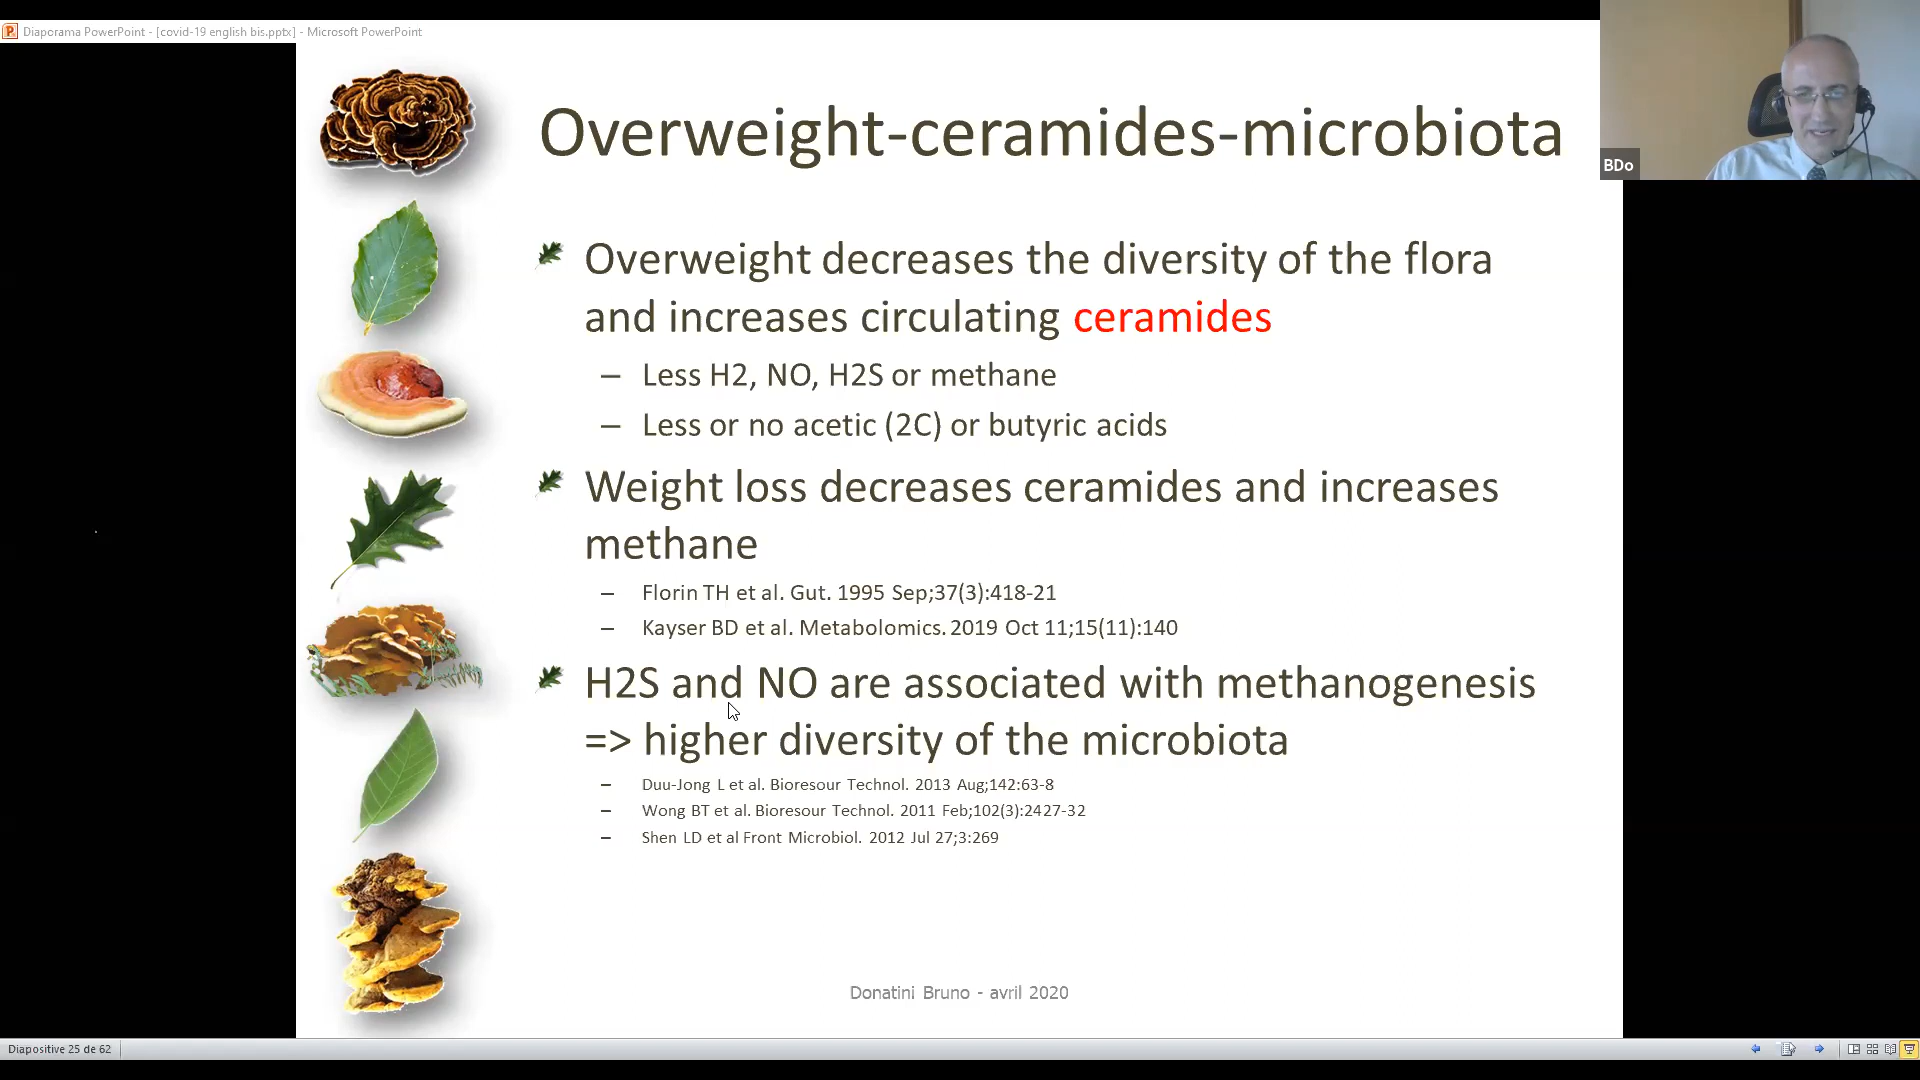 Diaporama PowerPoint - [covid-19 english bis.pptx] - Microsoft PowerPoint
BDo
Overweight-ceramides-microbiota
Overweight decreases the diversity of the flora
and increases circulating ceramides
– Less H2, NO, H2S or methane
– Less or no acetic (2C) or butyric acids
Weight loss decreases ceramides and increases
methane
– Florin TH et al. Gut. 1995 Sep;37(3):418-21
– Kayser BD et al. Metabolomics. 2019 Oct 11;15(11):140
H2S and NO are associated with methanogenesis
=> higher diversity of the microbiota
– Duu-Jong L et al. Bioresour Technol. 2013 Aug;142:63-8
– Wong BT et al. Bioresour Technol. 2011 Feb;102(3):2427-32
– Shen LD et al Front Microbiol. 2012 Jul 27;3:269
Donatini Bruno - avril 2020
Diapositive 25 de 62